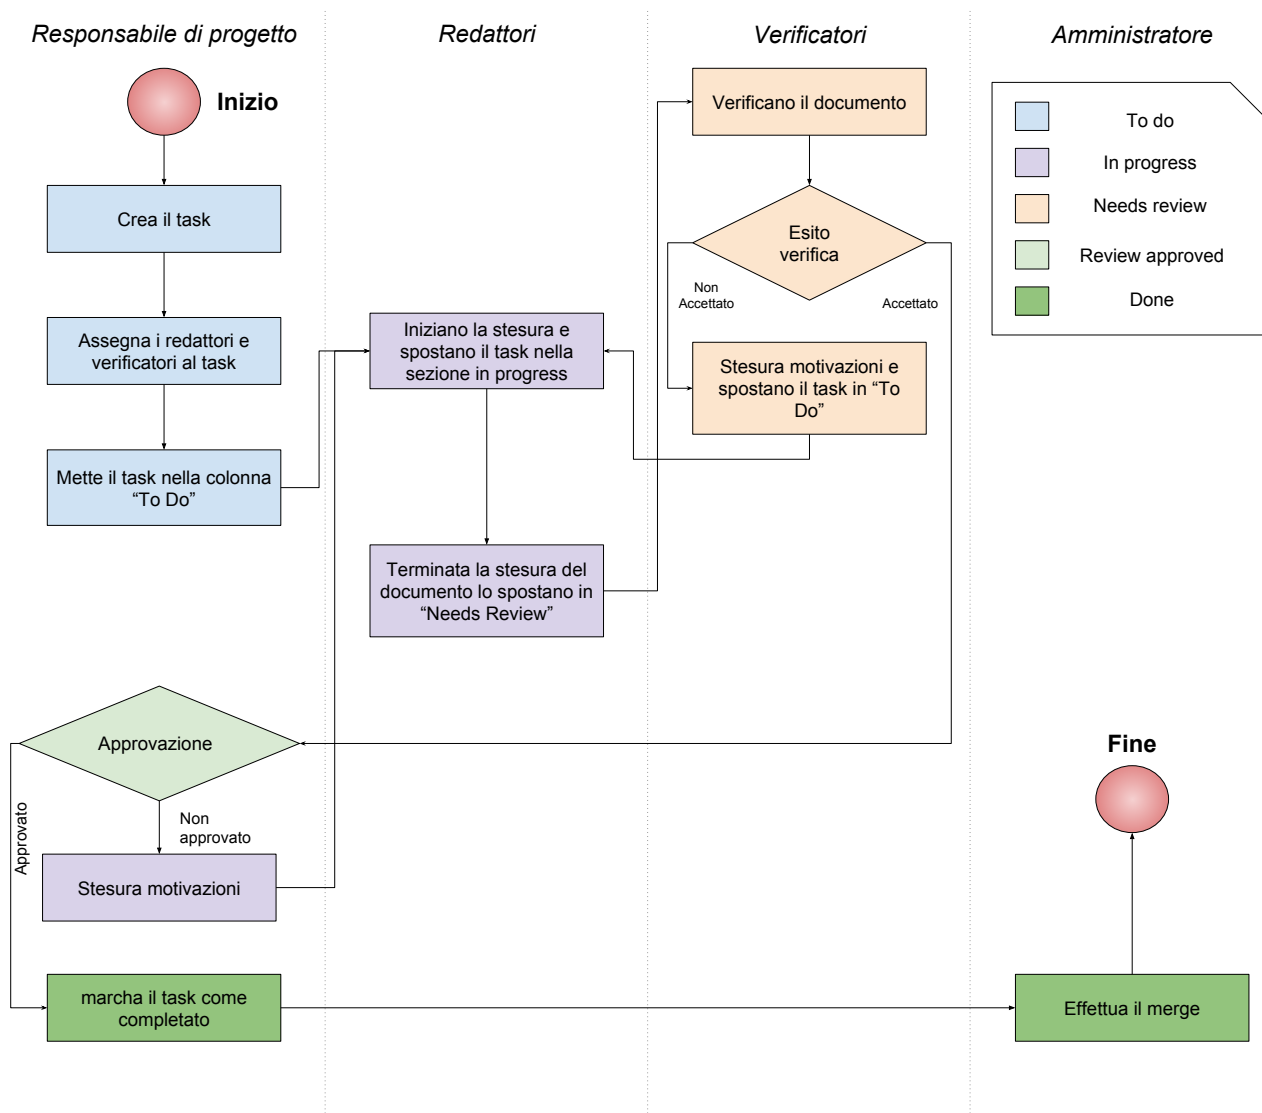 Responsabile di progetto
Redattori
Verificatori
Amministratore
Inizio
Crea il task
Assegna i redattori e
verificatori al task
Mette il task nella colonna
“To Do”
Iniziano la stesura e
spostano il task nella
sezione in progress
Terminata la stesura del
documento lo spostano in
“Needs Review”
Verificano il documento
Esito
verifica
Non
Accettato
Accettato
Stesura motivazioni e
spostano il task in “To
Do”
To do
In progress
Needs review
Review approved
Done
Approvazione
Approvato
Non
approvato
Stesura motivazioni
marcha il task come
completato
Effettua il merge
Fine